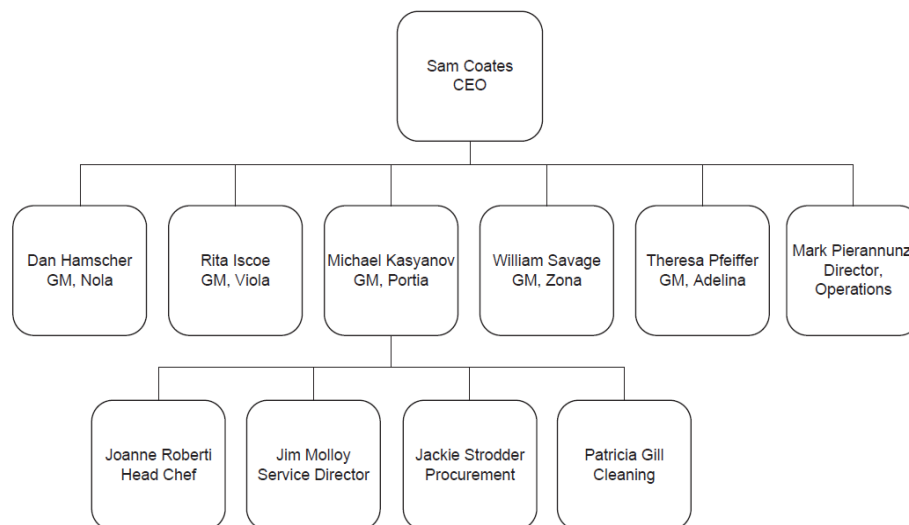 Sam Coates
CEO
Dan Hamscher
GM, Nola
Rita Iscoe
GM, Viola
Michael Kasyanov
GM, Portia
William Savage
GM, Zona
Theresa Pfeiffer
GM, Adelina
Mark Pierannunz
Director,
Operations
Joanne Roberti
Head Chef
Jim Molloy
Service Director
Jackie Strodder
Procurement
Patricia Gill
Cleaning